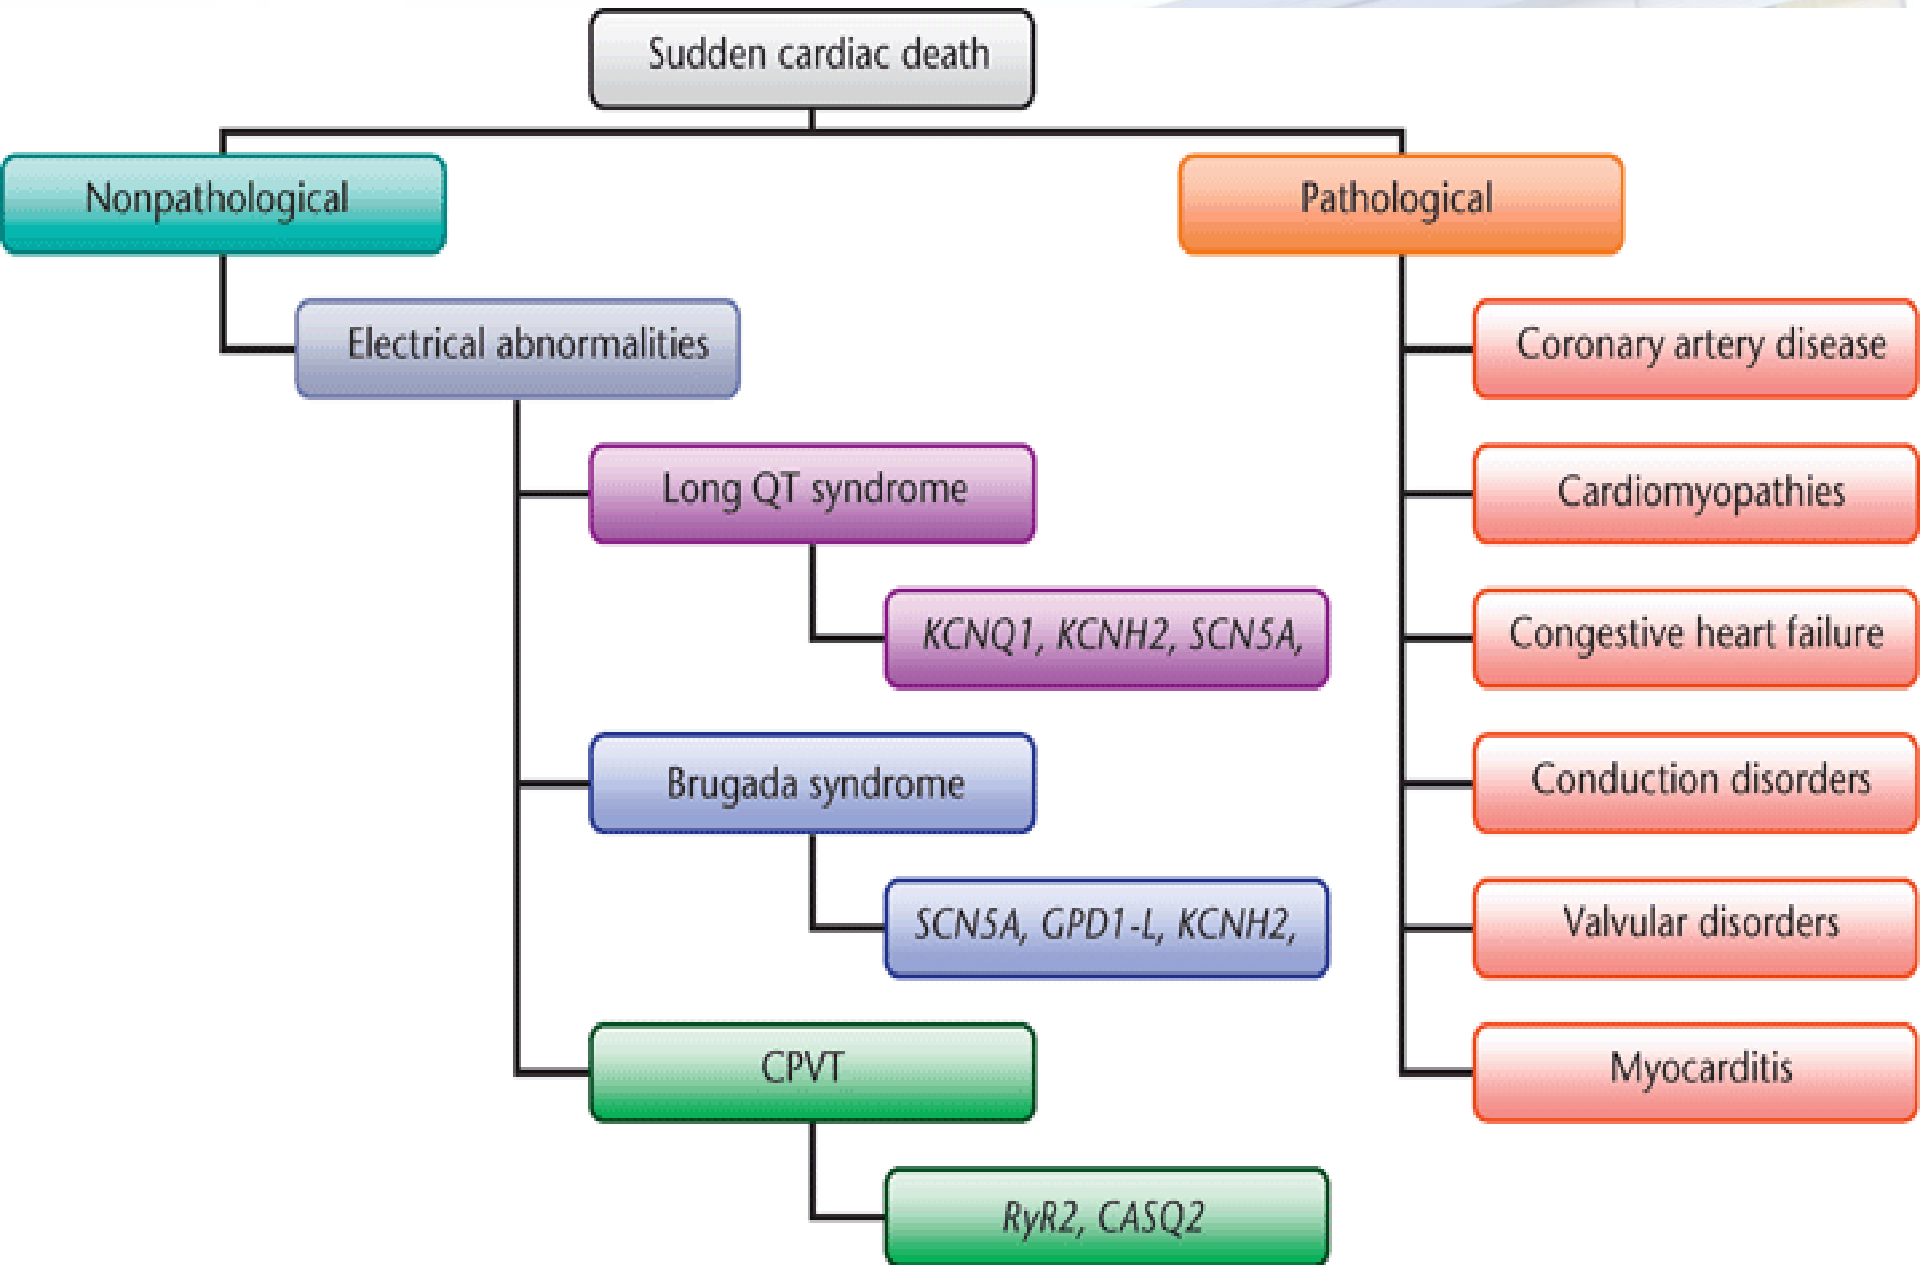 Sudden cardiac death
Nonpathological
Pathological
Electrical abnormalities
Coronary artery disease
Long QT syndrome
Cardiomyopathies
KCNQ1, KCNH2, SCN5A,
Congestive heart failure
Brugada syndrome
Conduction disorders
SCN5A, GPD1-L, KCNH2,
Valvular disorders
CPVT
Myocarditis
RyR2, CASQ2